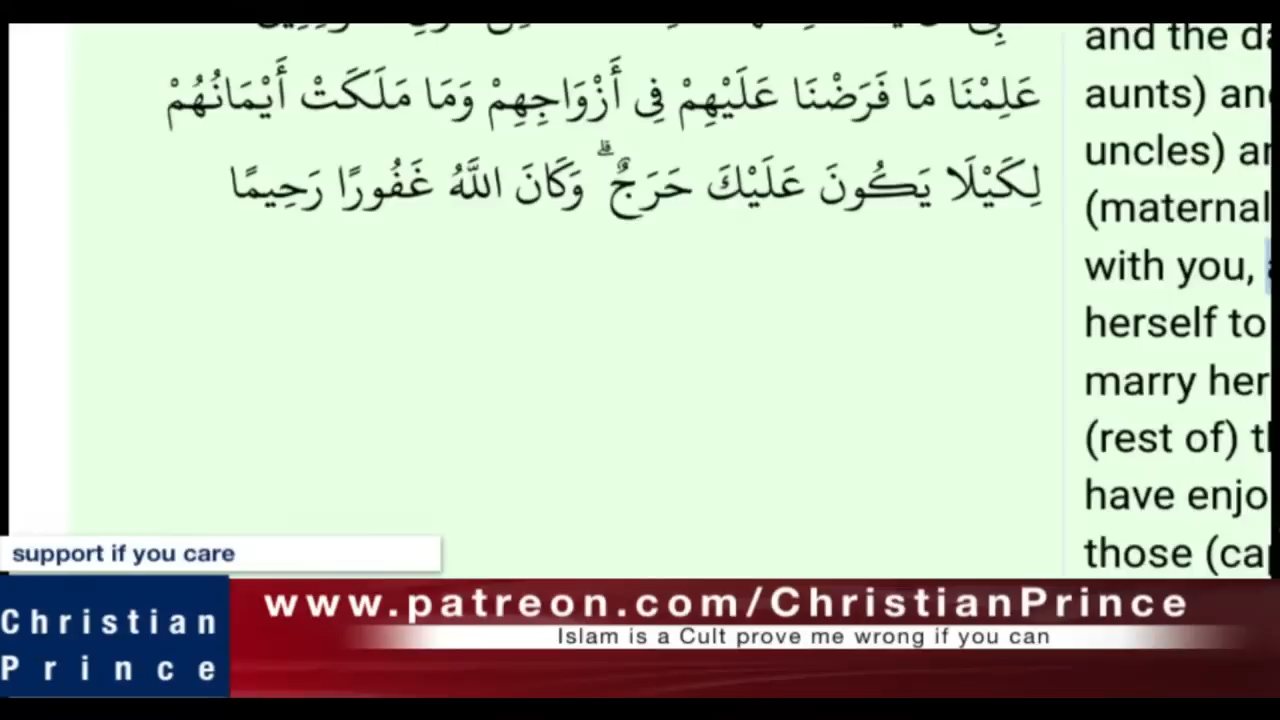 عَلِمْنَا مَا فَرَضْنَا عَلَيْهِمْ فِى أَزْوَاجِهِمْ وَمَا مَلَكَتْ أَيْمَانُهُمْ
لِكَيْلَا يَكُونَ عَلَيْكَ حَرَجٌ ۗ وَكَانَ اللَّهُ غَفُورًا رَحِيمًا
and the da
aunts) an
uncles) ar
(maternal
with you,
herself to
marry her
(rest of) t
have enjo
those (ca
support if you care
Christian
Prince
www.patreon.com/ChristianPrince
Islam is a Cult prove me wrong if you can